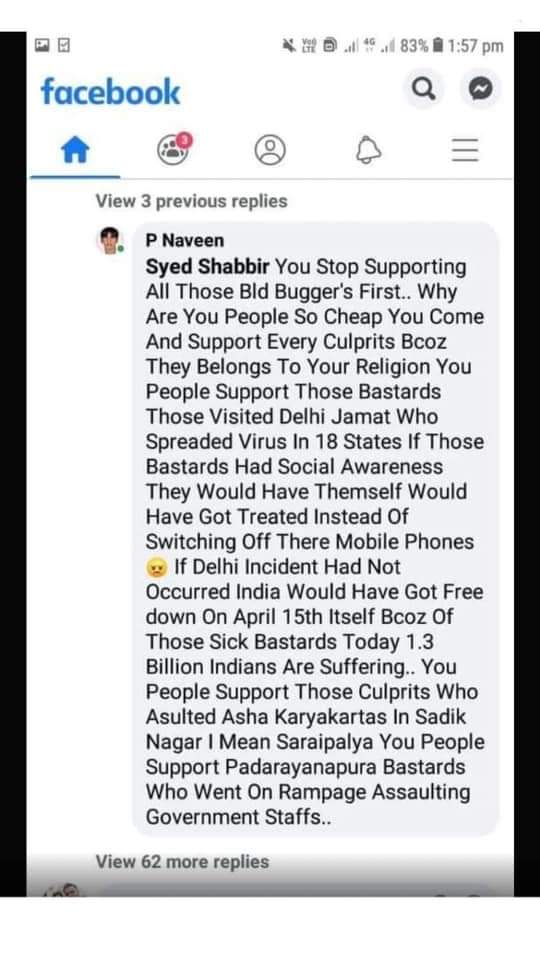 Voo) LTE 4G 83% 1:57 pm
facebook
3
View 3 previous replies
P Naveen
Syed Shabbir You Stop Supporting
All Those Bld Bugger's First.. Why
Are You People So Cheap You Come
And Support Every Culprits Bcoz
They Belongs To Your Religion You
People Support Those Bastards
Those Visited Delhi Jamat Who
Spreaded Virus In 18 States If Those
Bastards Had Social Awareness
They Would Have Themself Would
Have Got Treated Instead Of
Switching Off There Mobile Phones
😠 If Delhi Incident Had Not
Occurred India Would Have Got Free
down On April 15th Itself Bcoz Of
Those Sick Bastards Today 1.3
Billion Indians Are Suffering.. You
People Support Those Culprits Who
Asulted Asha Karyakartas In Sadik
Nagar I Mean Saraipalya You People
Support Padarayanapura Bastards
Who Went On Rampage Assaulting
Government Staffs..
View 62 more replies